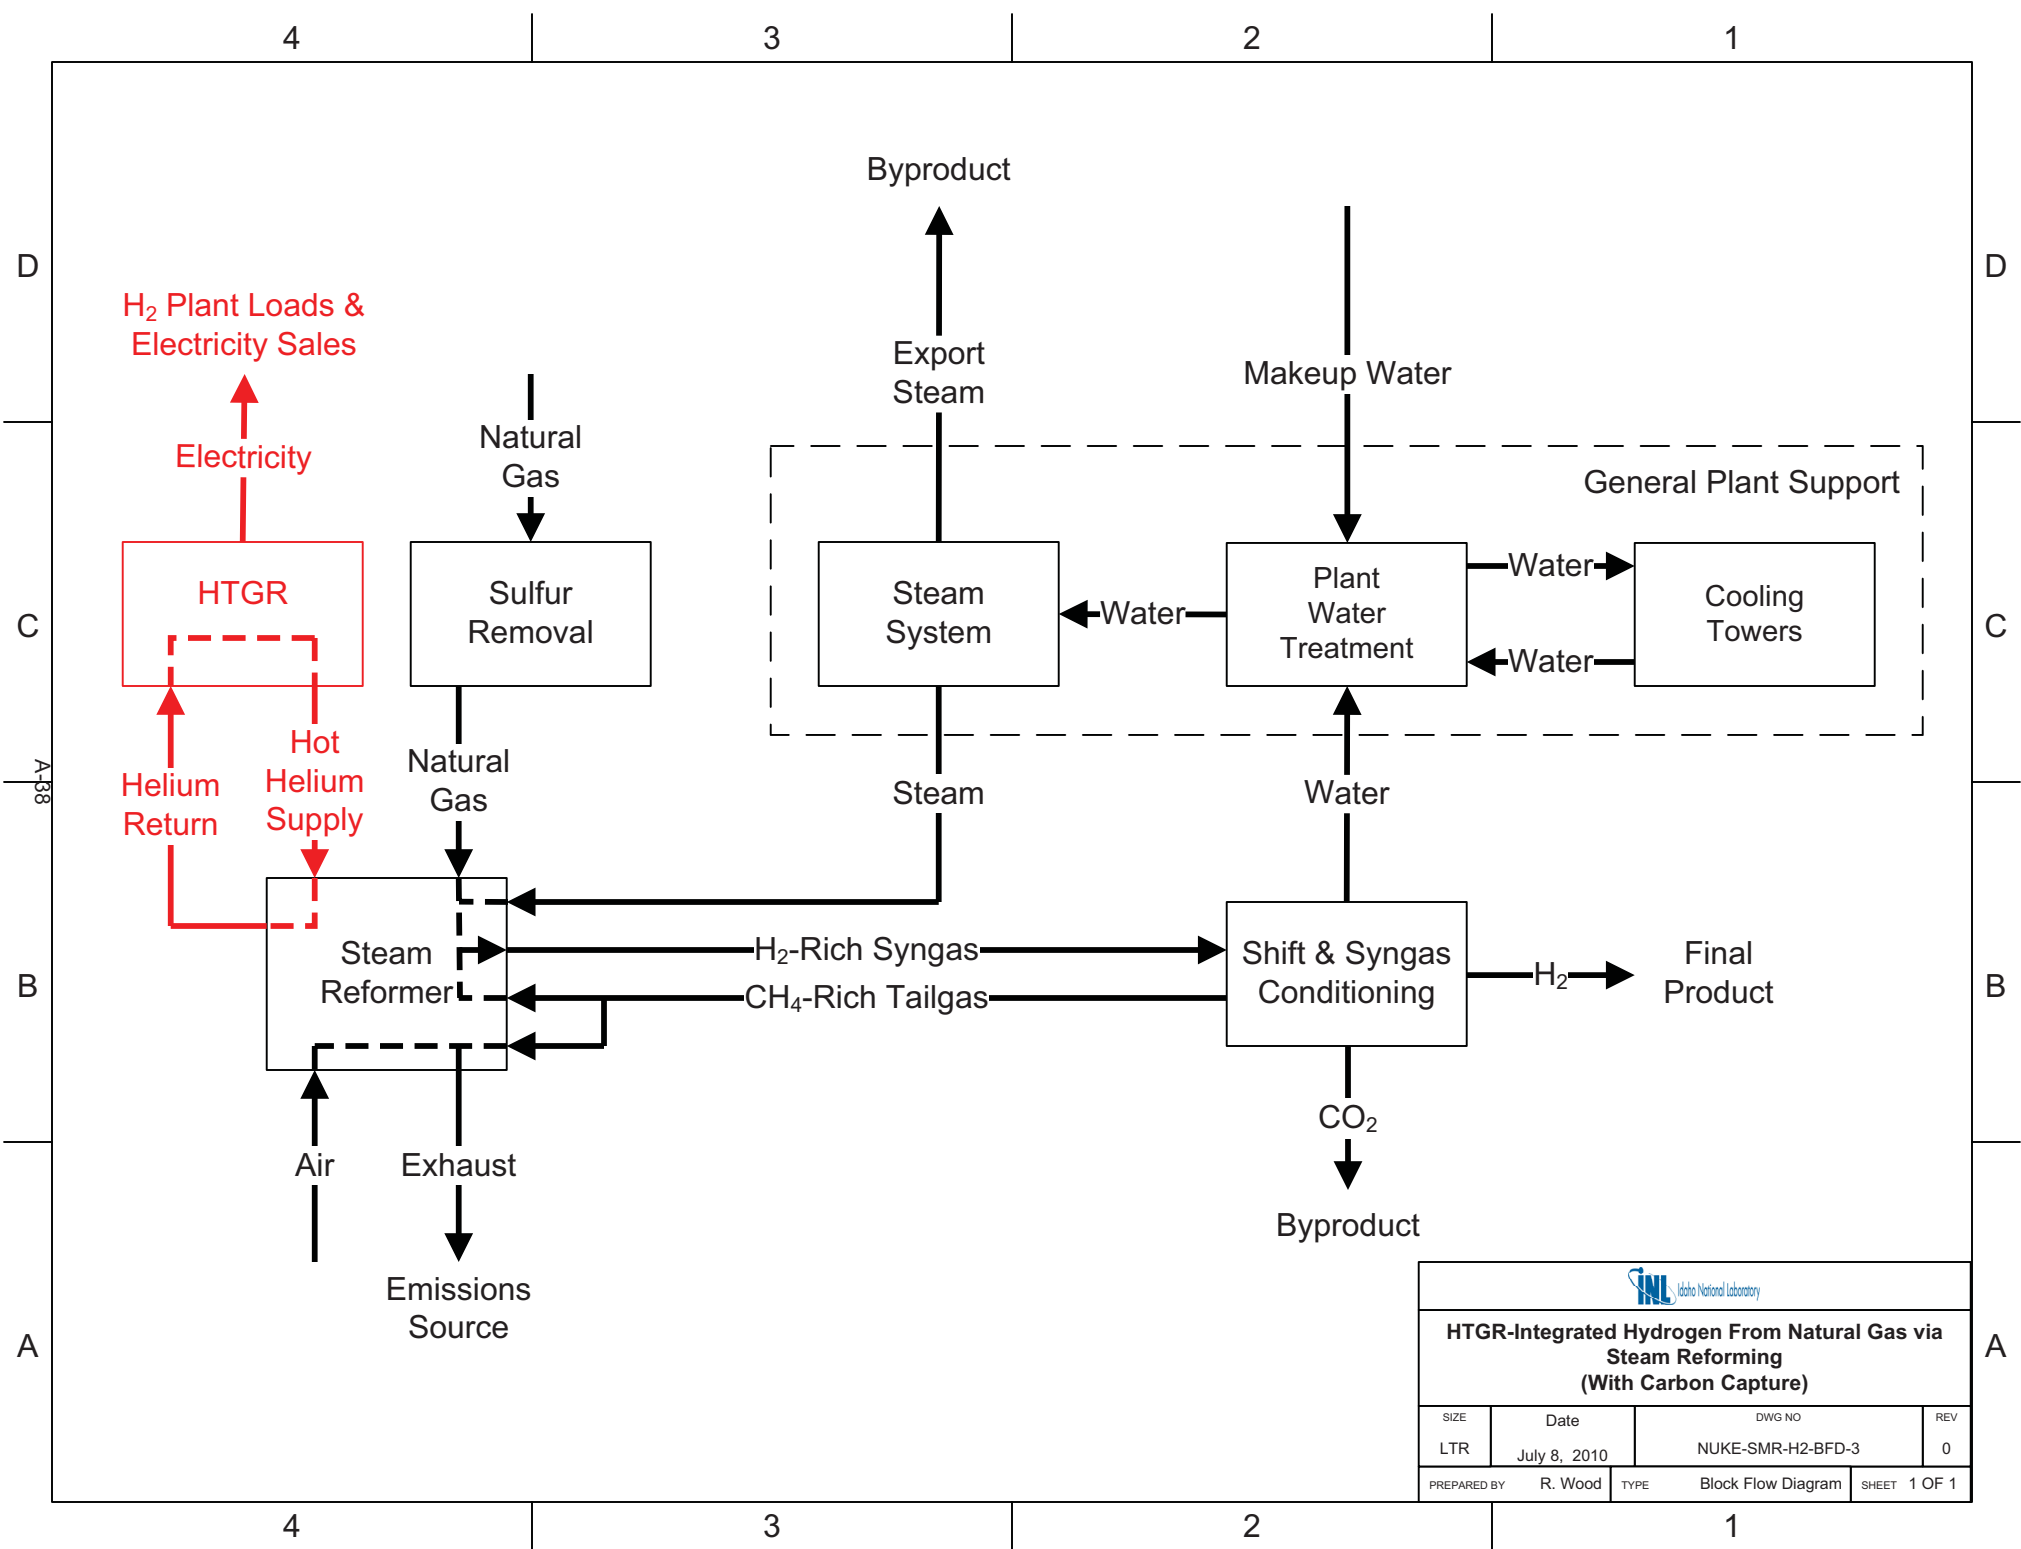 4
3
2
1
Byproduct
D
D
H₂ Plant Loads &
Electricity Sales
Export
Steam
Makeup Water
Natural
Gas
Electricity
General Plant Support
HTGR
Sulfur
Removal
Steam
System
Water
Plant
Water
Treatment
Water
Water
Cooling
Towers
C
C
Hot
Helium
Supply
Helium
Return
Natural
Gas
Steam
Water
A-38
Steam
Reformer
H₂-Rich Syngas
CH₄-Rich Tailgas
Shift & Syngas
Conditioning
H₂
Final
Product
B
B
CO₂
Air
Exhaust
Byproduct
Emissions
Source
A
A
INL Idaho National Laboratory
HTGR-Integrated Hydrogen From Natural Gas via
Steam Reforming
(With Carbon Capture)
SIZE
LTR
Date
July 8, 2010
DWG NO
NUKE-SMR-H2-BFD-3
REV
0
PREPARED BY R. Wood
TYPE Block Flow Diagram
SHEET 1 OF 1
4
3
2
1